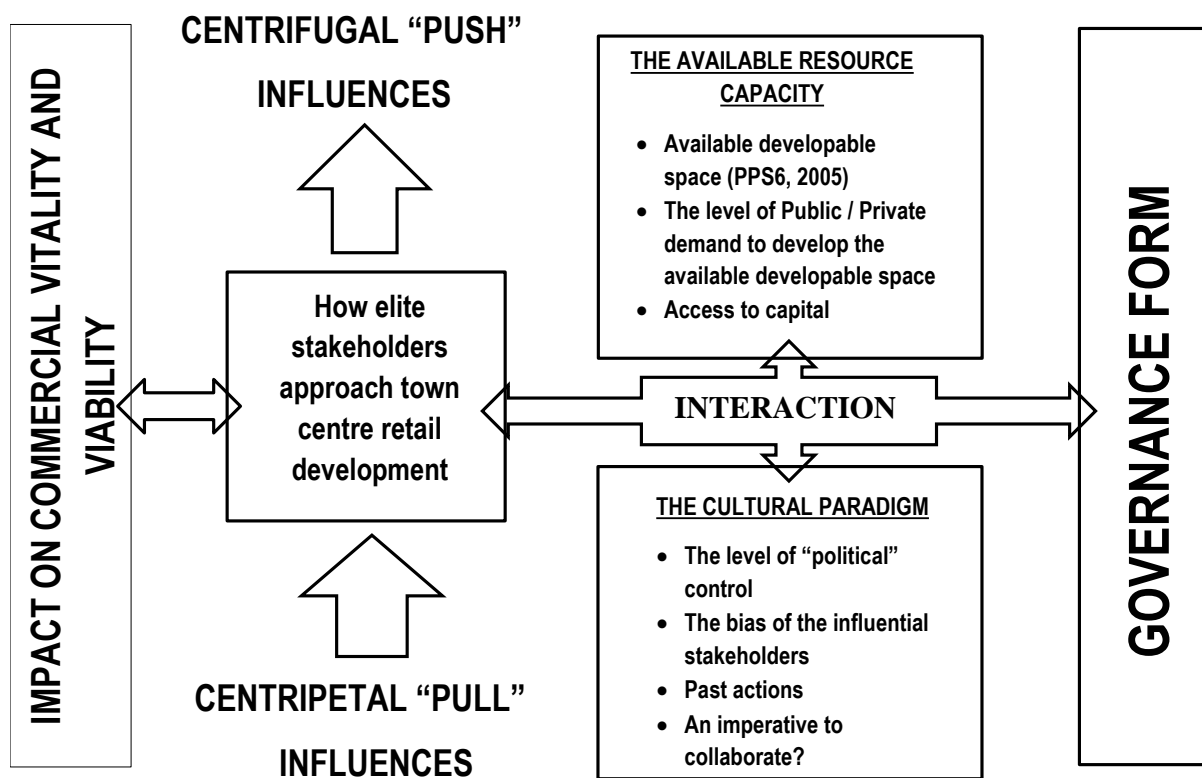 IMPACT ON COMMERCIAL VITALITY AND
VIABILITY
CENTRIFUGAL “PUSH”
INFLUENCES
How elite
stakeholders
approach town
centre retail
development
CENTRIPETAL “PULL”
INFLUENCES
THE AVAILABLE RESOURCE
CAPACITY
• Available developable
space (PPS6, 2005)
• The level of Public / Private
demand to develop the
available developable space
• Access to capital
INTERACTION
THE CULTURAL PARADIGM
• The level of “political”
control
• The bias of the influential
stakeholders
• Past actions
• An imperative to
collaborate?
GOVERNANCE FORM